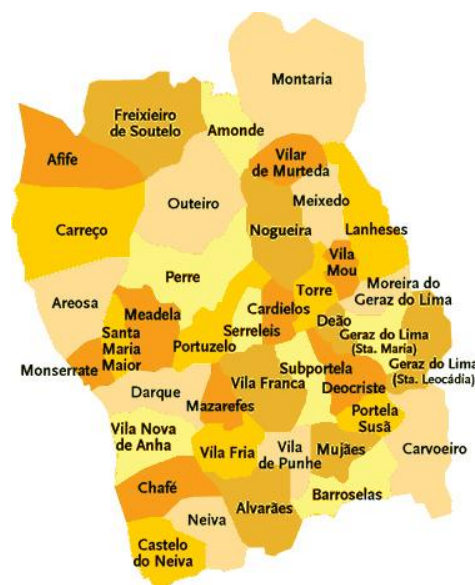 Montaria
Freixieiro
de Soutelo
Amonde
Afife
Vilar
de Murteda
Outeiro
Meixedo
Carreço
Nogueira
Lanheses
Vila
Mou
Perre
Areosa
Moreira do
Geraz do Lima
Torre
Meadela
Cardielos
Santa
Maria
Maior
Serreleis
Deão
Portuzelo
Geraz do Lima
(Sta. Maria)
Monserrate
Geraz do Lima
(Sta. Leocádia)
Subportela
Darque
Vila Franca
Deocriste
Mazarefes
Portela
Susã
Vila Nova
de Anha
Vila Fria
Vila
de Punhe
Mujães
Carvoeiro
Chafé
Barroselas
Alvarães
Neiva
Castelo
do Neiva